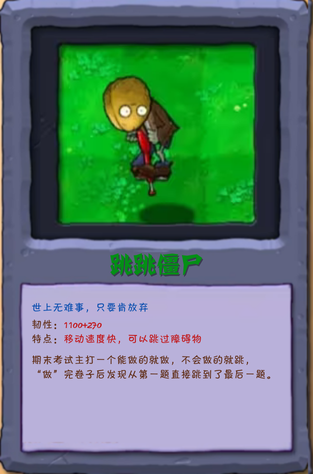 跳跳僵尸
世上无难事，只要肯放弃
韧性：1100+270
特点：移动速度快，可以跳过障碍物
期末考试主打一个能做的就做，不会做的就跳，
“做”完卷子后发现从第一题直接跳到了最后一题。